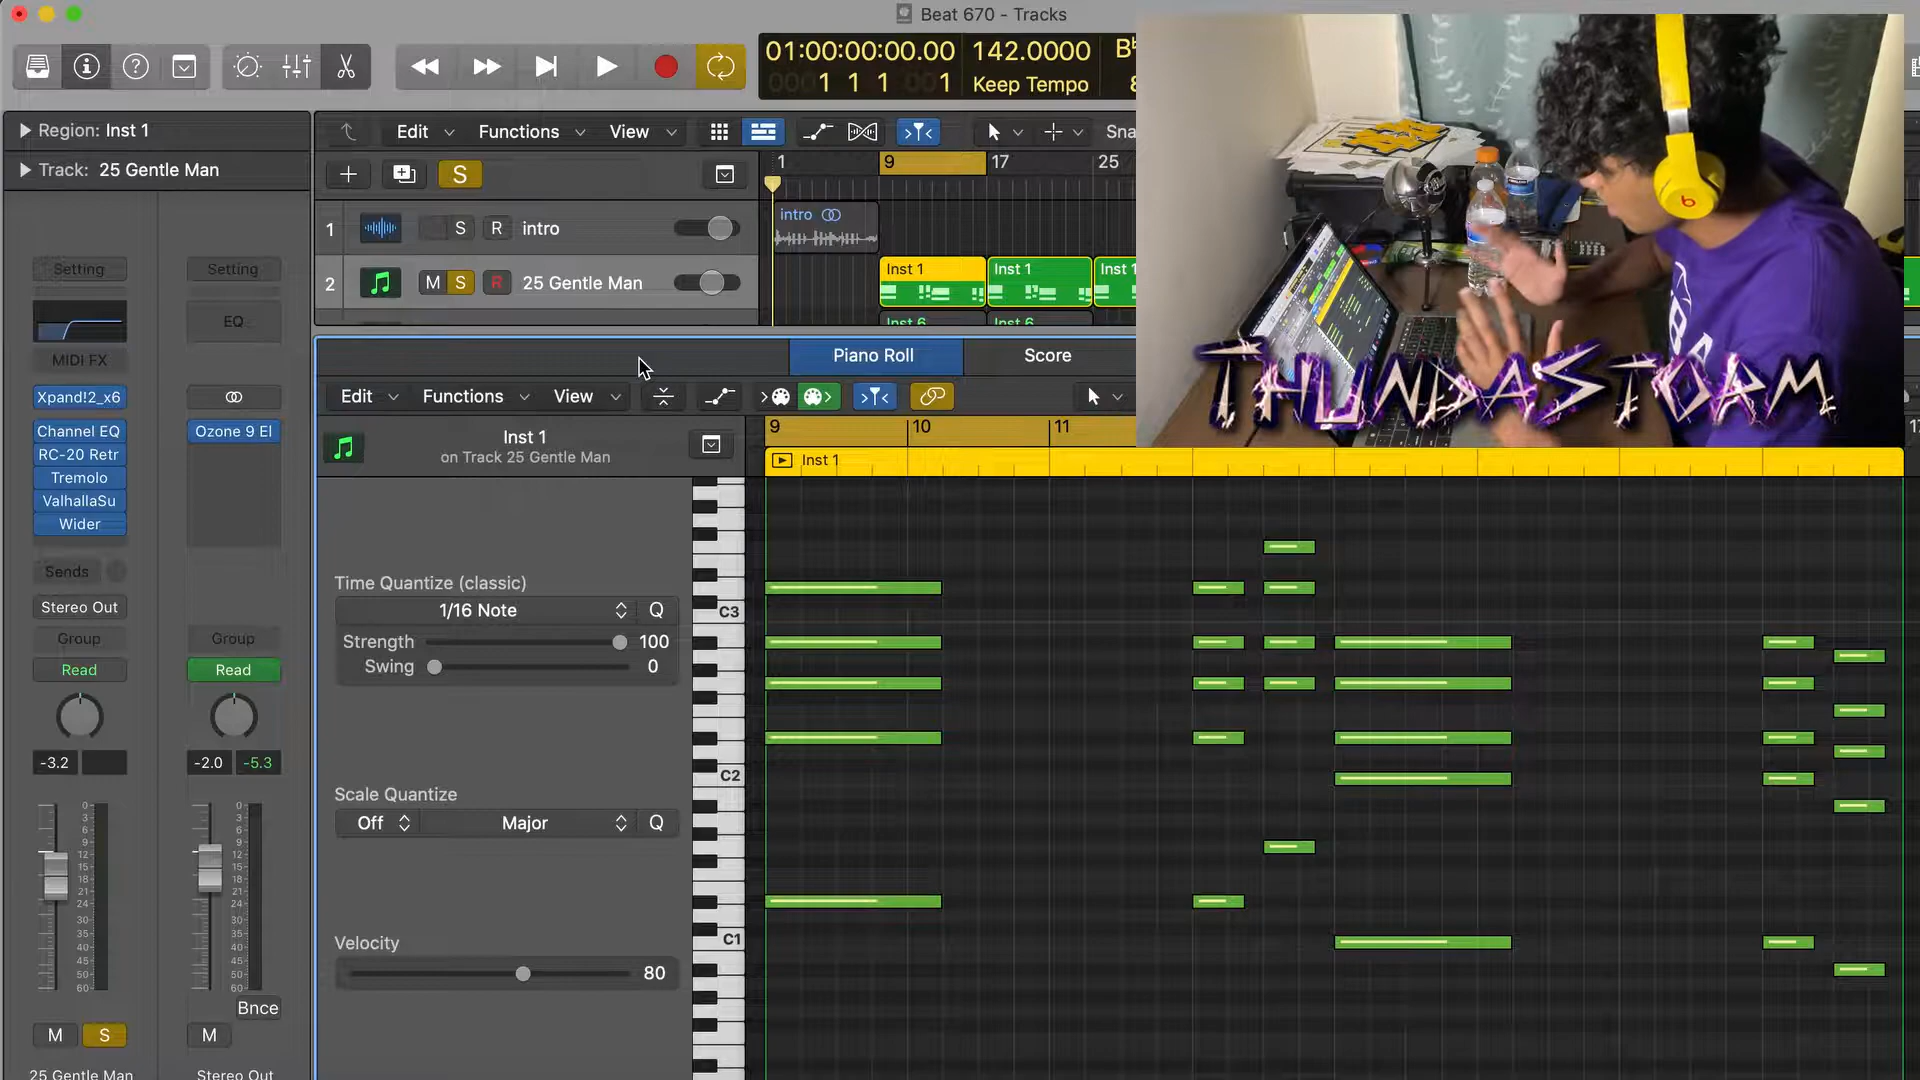 Beat 670 - Tracks
01:00:00:00.00
142.0000
1 1 1 1
Keep Tempo
Region: Inst 1
Edit
Functions
View
Track: 25 Gentle Man
S
1
9
17
25
1
S
R
intro
intro
2
M
S
R
25 Gentle Man
Inst 1
Inst 1
Inst 1
Inst 6
Inst 6
Setting
Setting
EQ
MIDI FX
Xpand!2_x6
Channel EQ
RC-20 Retr
Tremolo
ValhallaSu
Wider
Ozone 9 El
Sends
Stereo Out
Group
Group
Read
Read
-3.2
-2.0
-5.3
Bnce
M
S
M
25 Gentle Man
Stereo Out
Piano Roll
Score
Edit
Functions
View
9
10
11
Inst 1
on Track 25 Gentle Man
Inst 1
Time Quantize (classic)
1/16 Note
Q
Strength
100
Swing
0
Scale Quantize
Off
Major
Q
Velocity
80
C3
C2
C1
THUNDASTORM